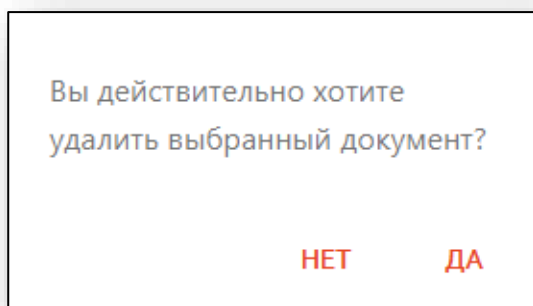 Вы действительно хотите
удалить выбранный документ?
НЕТ ДА